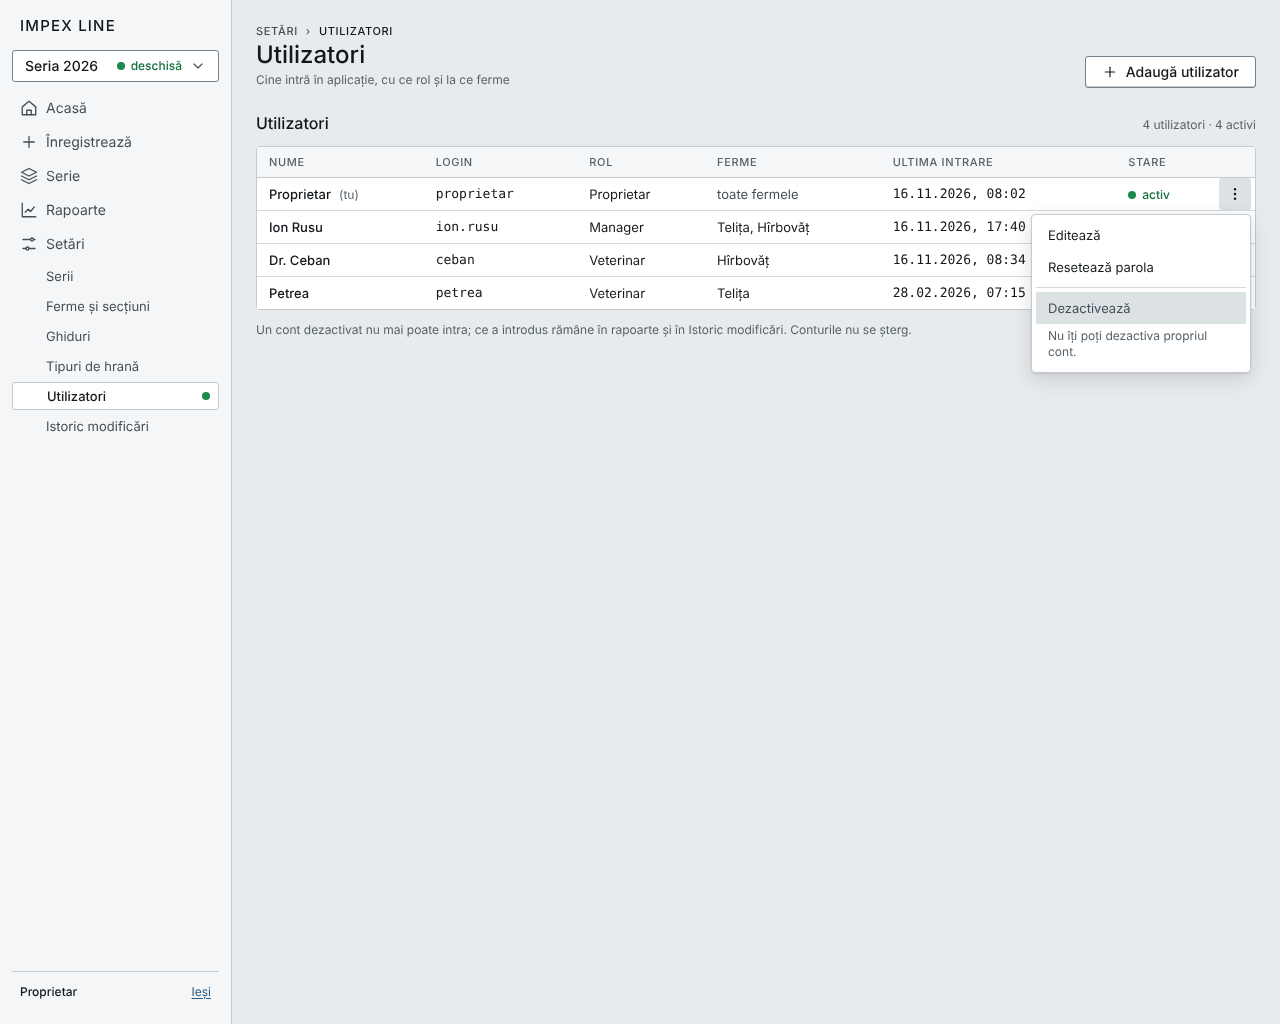 IMPEX LINE
Seria 2026 deschisă
Acasă
Înregistrează
Serie
Rapoarte
Setări
Serii
Ferme și secțiuni
Ghiduri
Tipuri de hrană
Utilizatori
Istoric modificări
Proprietar Ieși
SETĂRI › UTILIZATORI
Utilizatori
Cine intră în aplicație, cu ce rol și la ce ferme
Adaugă utilizator
Utilizatori 4 utilizatori · 4 activi
NUME LOGIN ROL FERME ULTIMA INTRARE STARE
Proprietar (tu) proprietar Proprietar toate fermele 16.11.2026, 08:02 activ
Ion Rusu ion.rusu Manager Telița, Hîrbovăț 16.11.2026, 17:40
Dr. Ceban ceban Veterinar Hîrbovăț 16.11.2026, 08:34
Petrea petrea Veterinar Telița 28.02.2026, 07:15
Un cont dezactivat nu mai poate intra; ce a introdus rămâne în rapoarte și în Istoric modificări. Conturile nu se șterg.
Editează
Resetează parola
Dezactivează
Nu îți poți dezactiva propriul
cont.